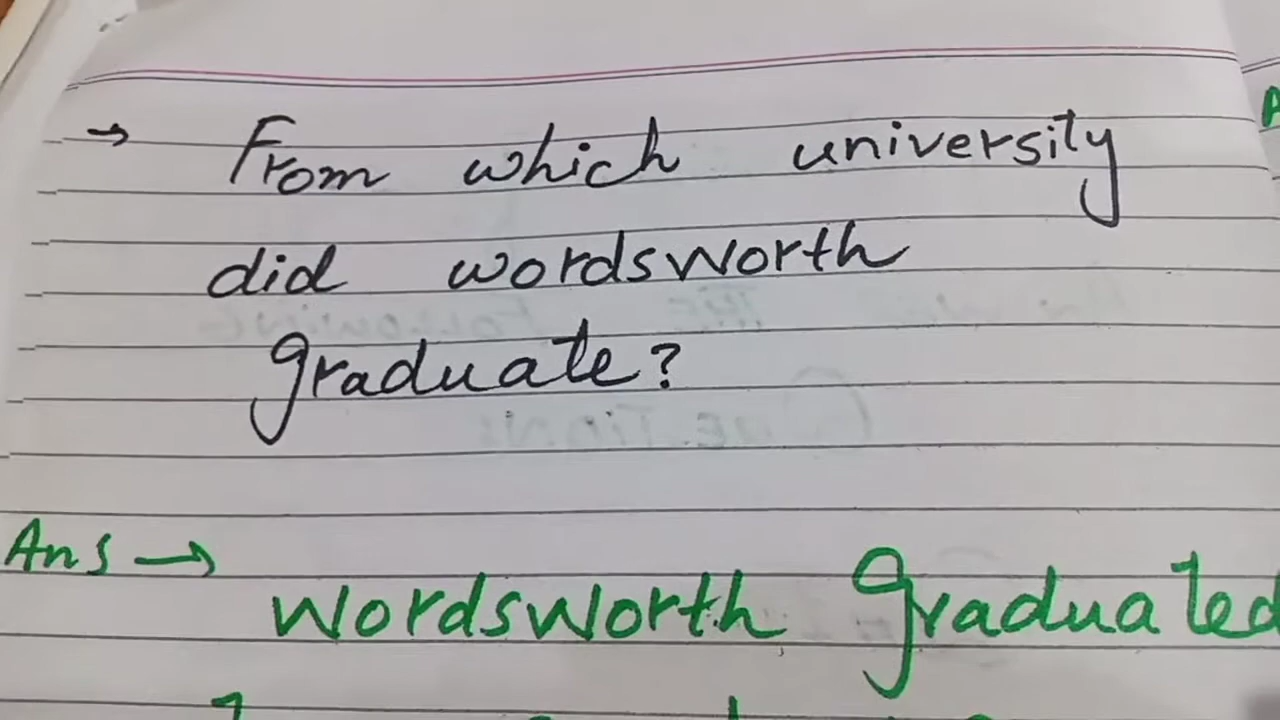 → From which university
did wordsworth
graduate?
Ans → wordsworth graduated